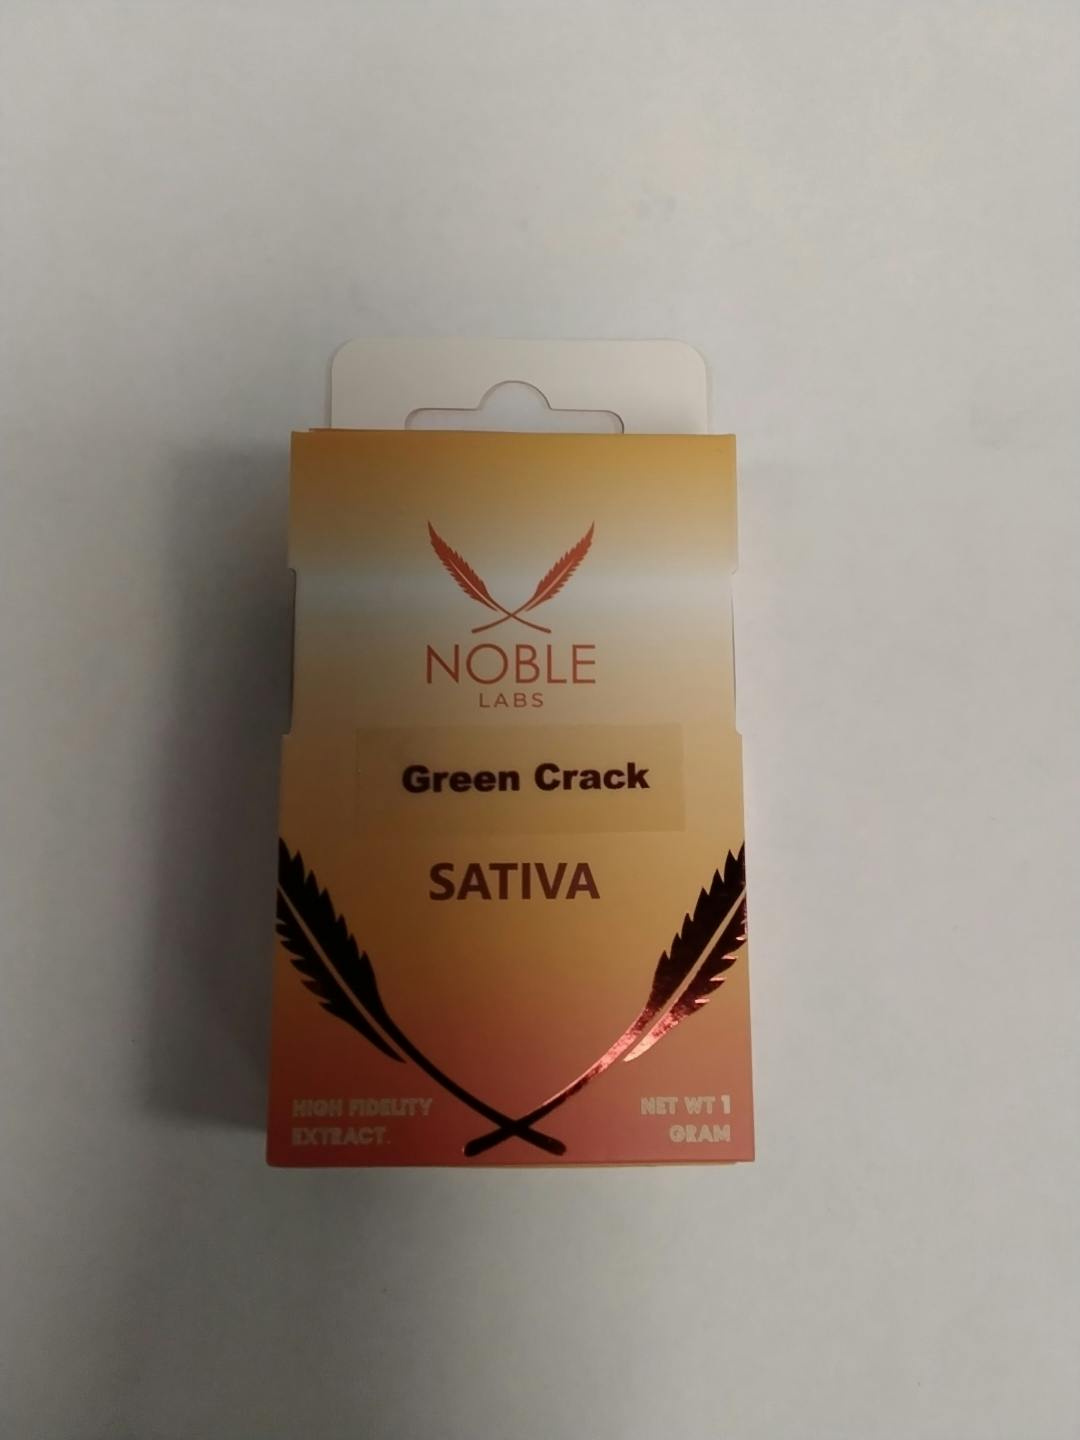 NOBLE
LABS
Green Crack
SATIVA
HIGH FIDELITY
EXTRACT.
NET WT 1
GRAM